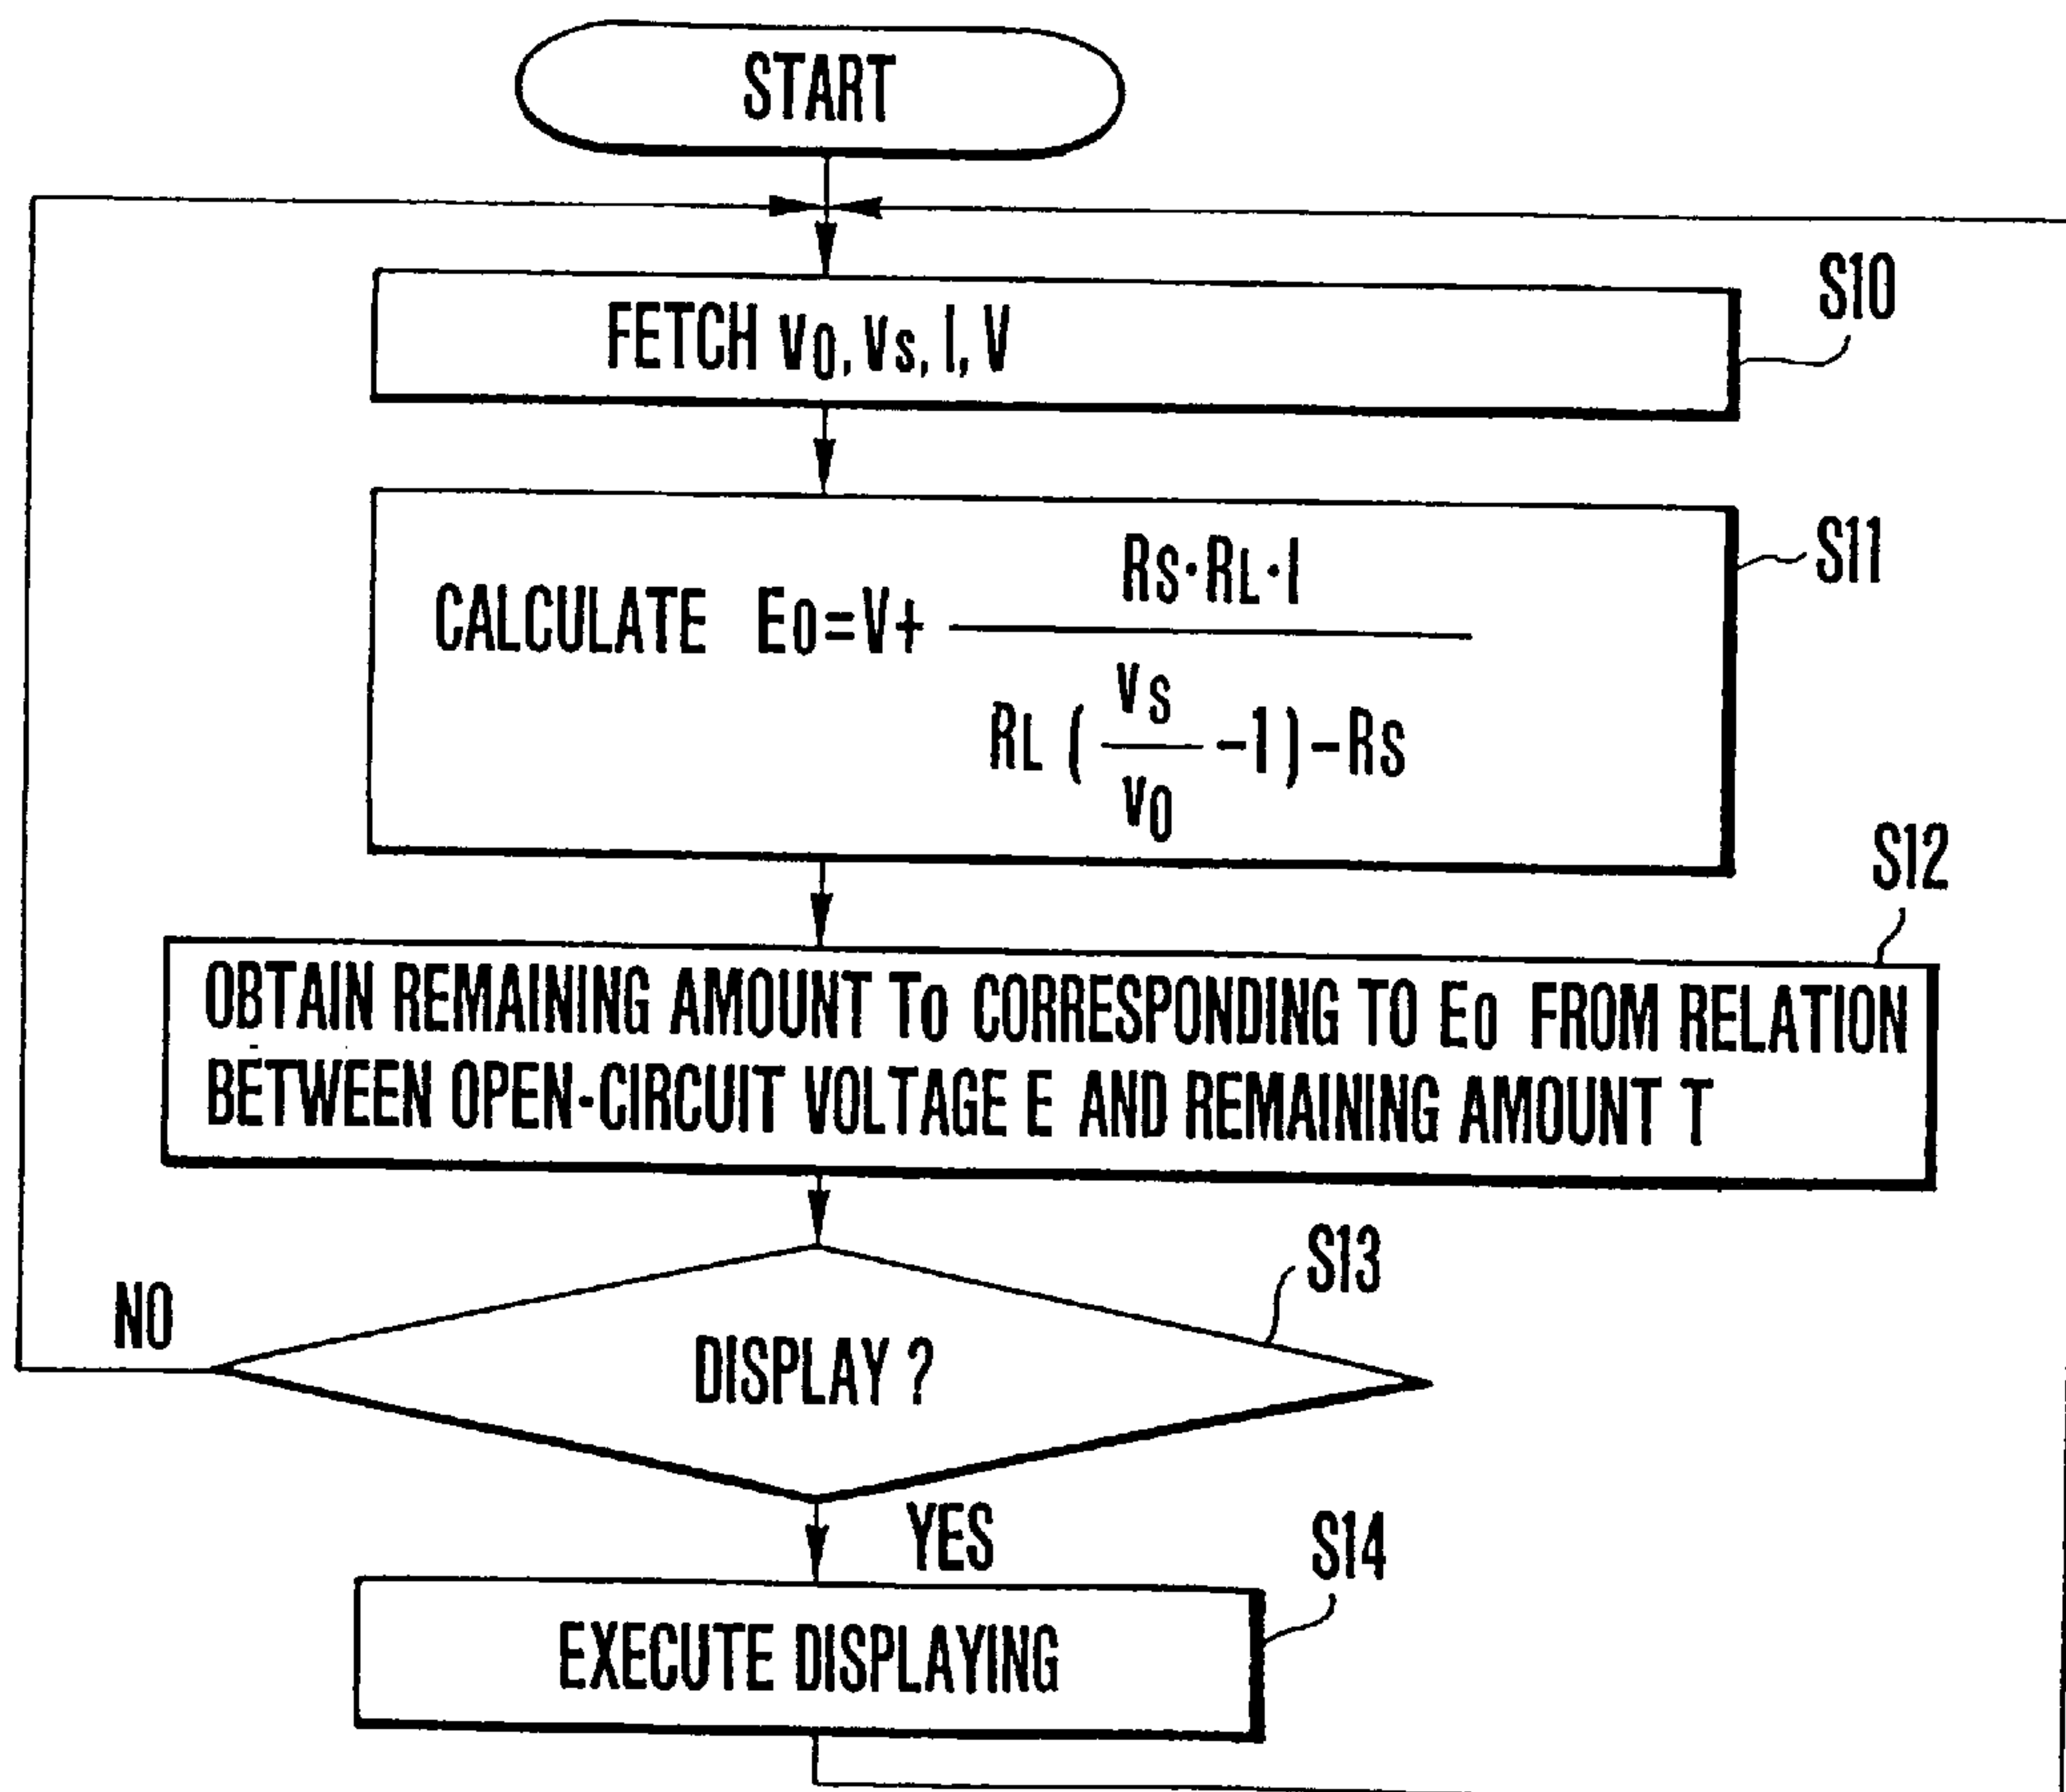 START
S10
FETCH v0, vs, I, V
S11
CALCULATE E0=V+ RS·RL·I
RL ( vs / v0 -1)-RS
S12
OBTAIN REMAINING AMOUNT T0 CORRESPONDING TO E0 FROM RELATION
BETWEEN OPEN-CIRCUIT VOLTAGE E AND REMAINING AMOUNT T
S13
NO
DISPLAY ?
YES
S14
EXECUTE DISPLAYING